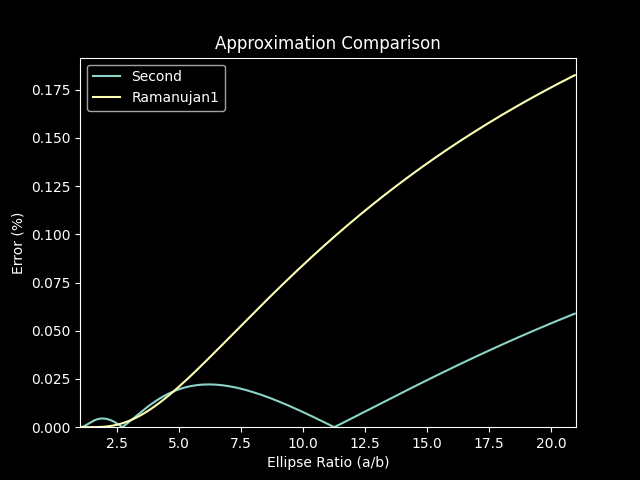 Approximation Comparison
Second
Ramanujan1
0.175
0.150
0.125
0.100
0.075
0.050
0.025
0.000
Error (%)
2.5 5.0 7.5 10.0 12.5 15.0 17.5 20.0
Ellipse Ratio (a/b)